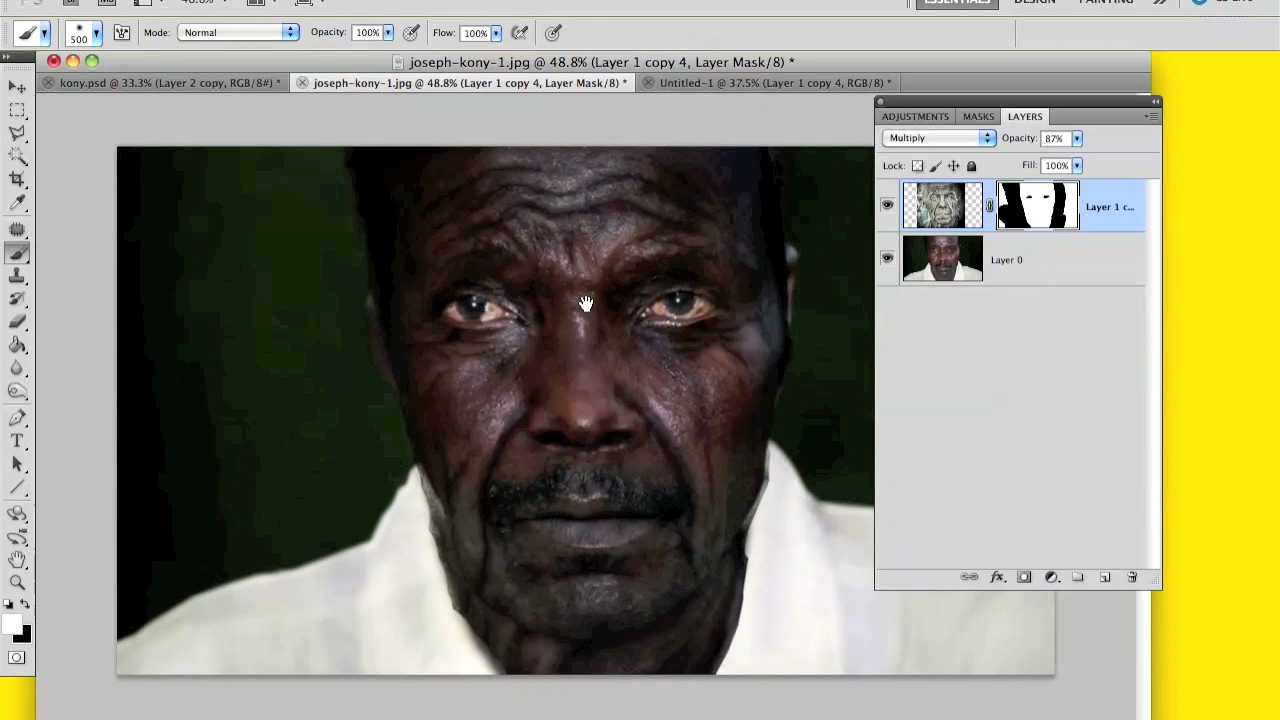 48.8%
ESSENTIALS DESIGN PAINTING
500 Mode: Normal Opacity: 100% Flow: 100%
joseph-kony-1.jpg @ 48.8% (Layer 1 copy 4, Layer Mask/8) *
kony.psd @ 33.3% (Layer 2 copy, RGB/8#) *
joseph-kony-1.jpg @ 48.8% (Layer 1 copy 4, Layer Mask/8) *
Untitled-1 @ 37.5% (Layer 1 copy 4, RGB/8) *
ADJUSTMENTS MASKS LAYERS
Multiply Opacity: 87%
Lock: Fill: 100%
Layer 1 c...
Layer 0